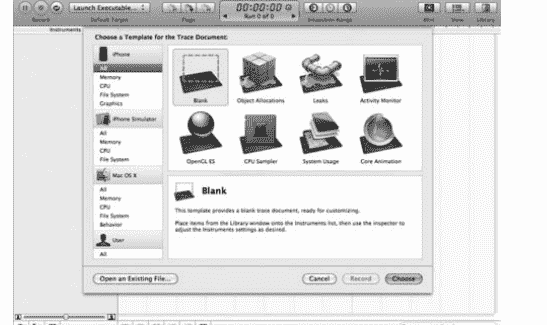 Launch Executable...
00:00:00
Record
Default Target
Run 0 of 0
Inspection Range
View
Library
Instruments
Choose a Template for the Trace Document:
iPhone
All
Memory
CPU
File System
Graphics
iPhone Simulator
All
Memory
CPU
File System
Mac OS X
All
Memory
CPU
File System
Behavior
User
All
Blank
Object Allocations
Leaks
Activity Monitor
OpenGL ES
CPU Sampler
System Usage
Core Animation
Blank
This template provides a blank trace document, ready for customizing.
Place items from the Library window onto the Instruments list, then use the Inspector to
adjust the Instruments settings as desired.
Open an Existing File...
Cancel
Record
Choose